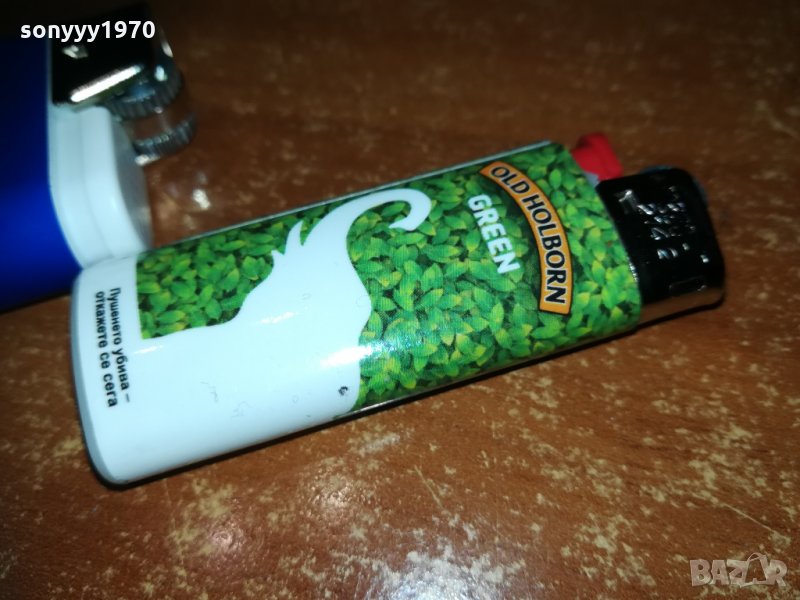 sonyyy1970
OLD HOLBORN
GREEN
Пушенето убива –
откажете се сега
BAZAR